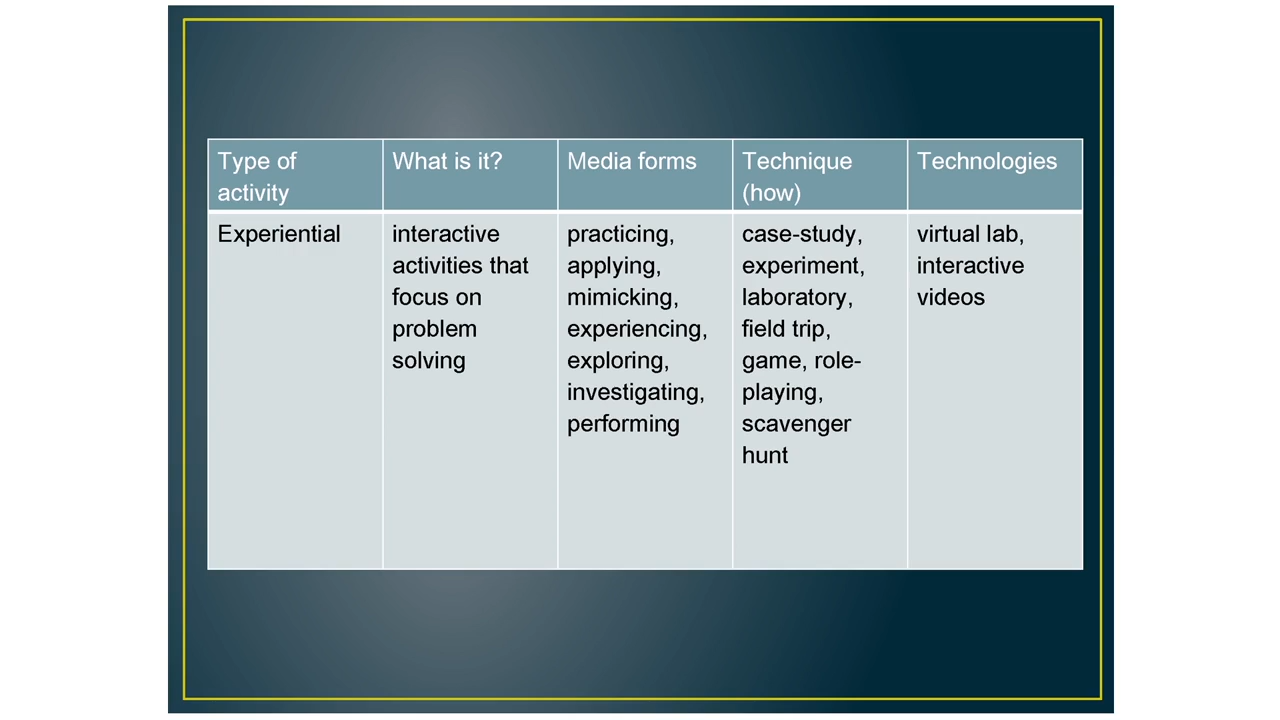 Type of
activity
What is it?
Media forms
Technique
(how)
Technologies
Experiential
interactive
activities that
focus on
problem
solving
practicing,
applying,
mimicking,
experiencing,
exploring,
investigating,
performing
case-study,
experiment,
laboratory,
field trip,
game, role-
playing,
scavenger
hunt
virtual lab,
interactive
videos